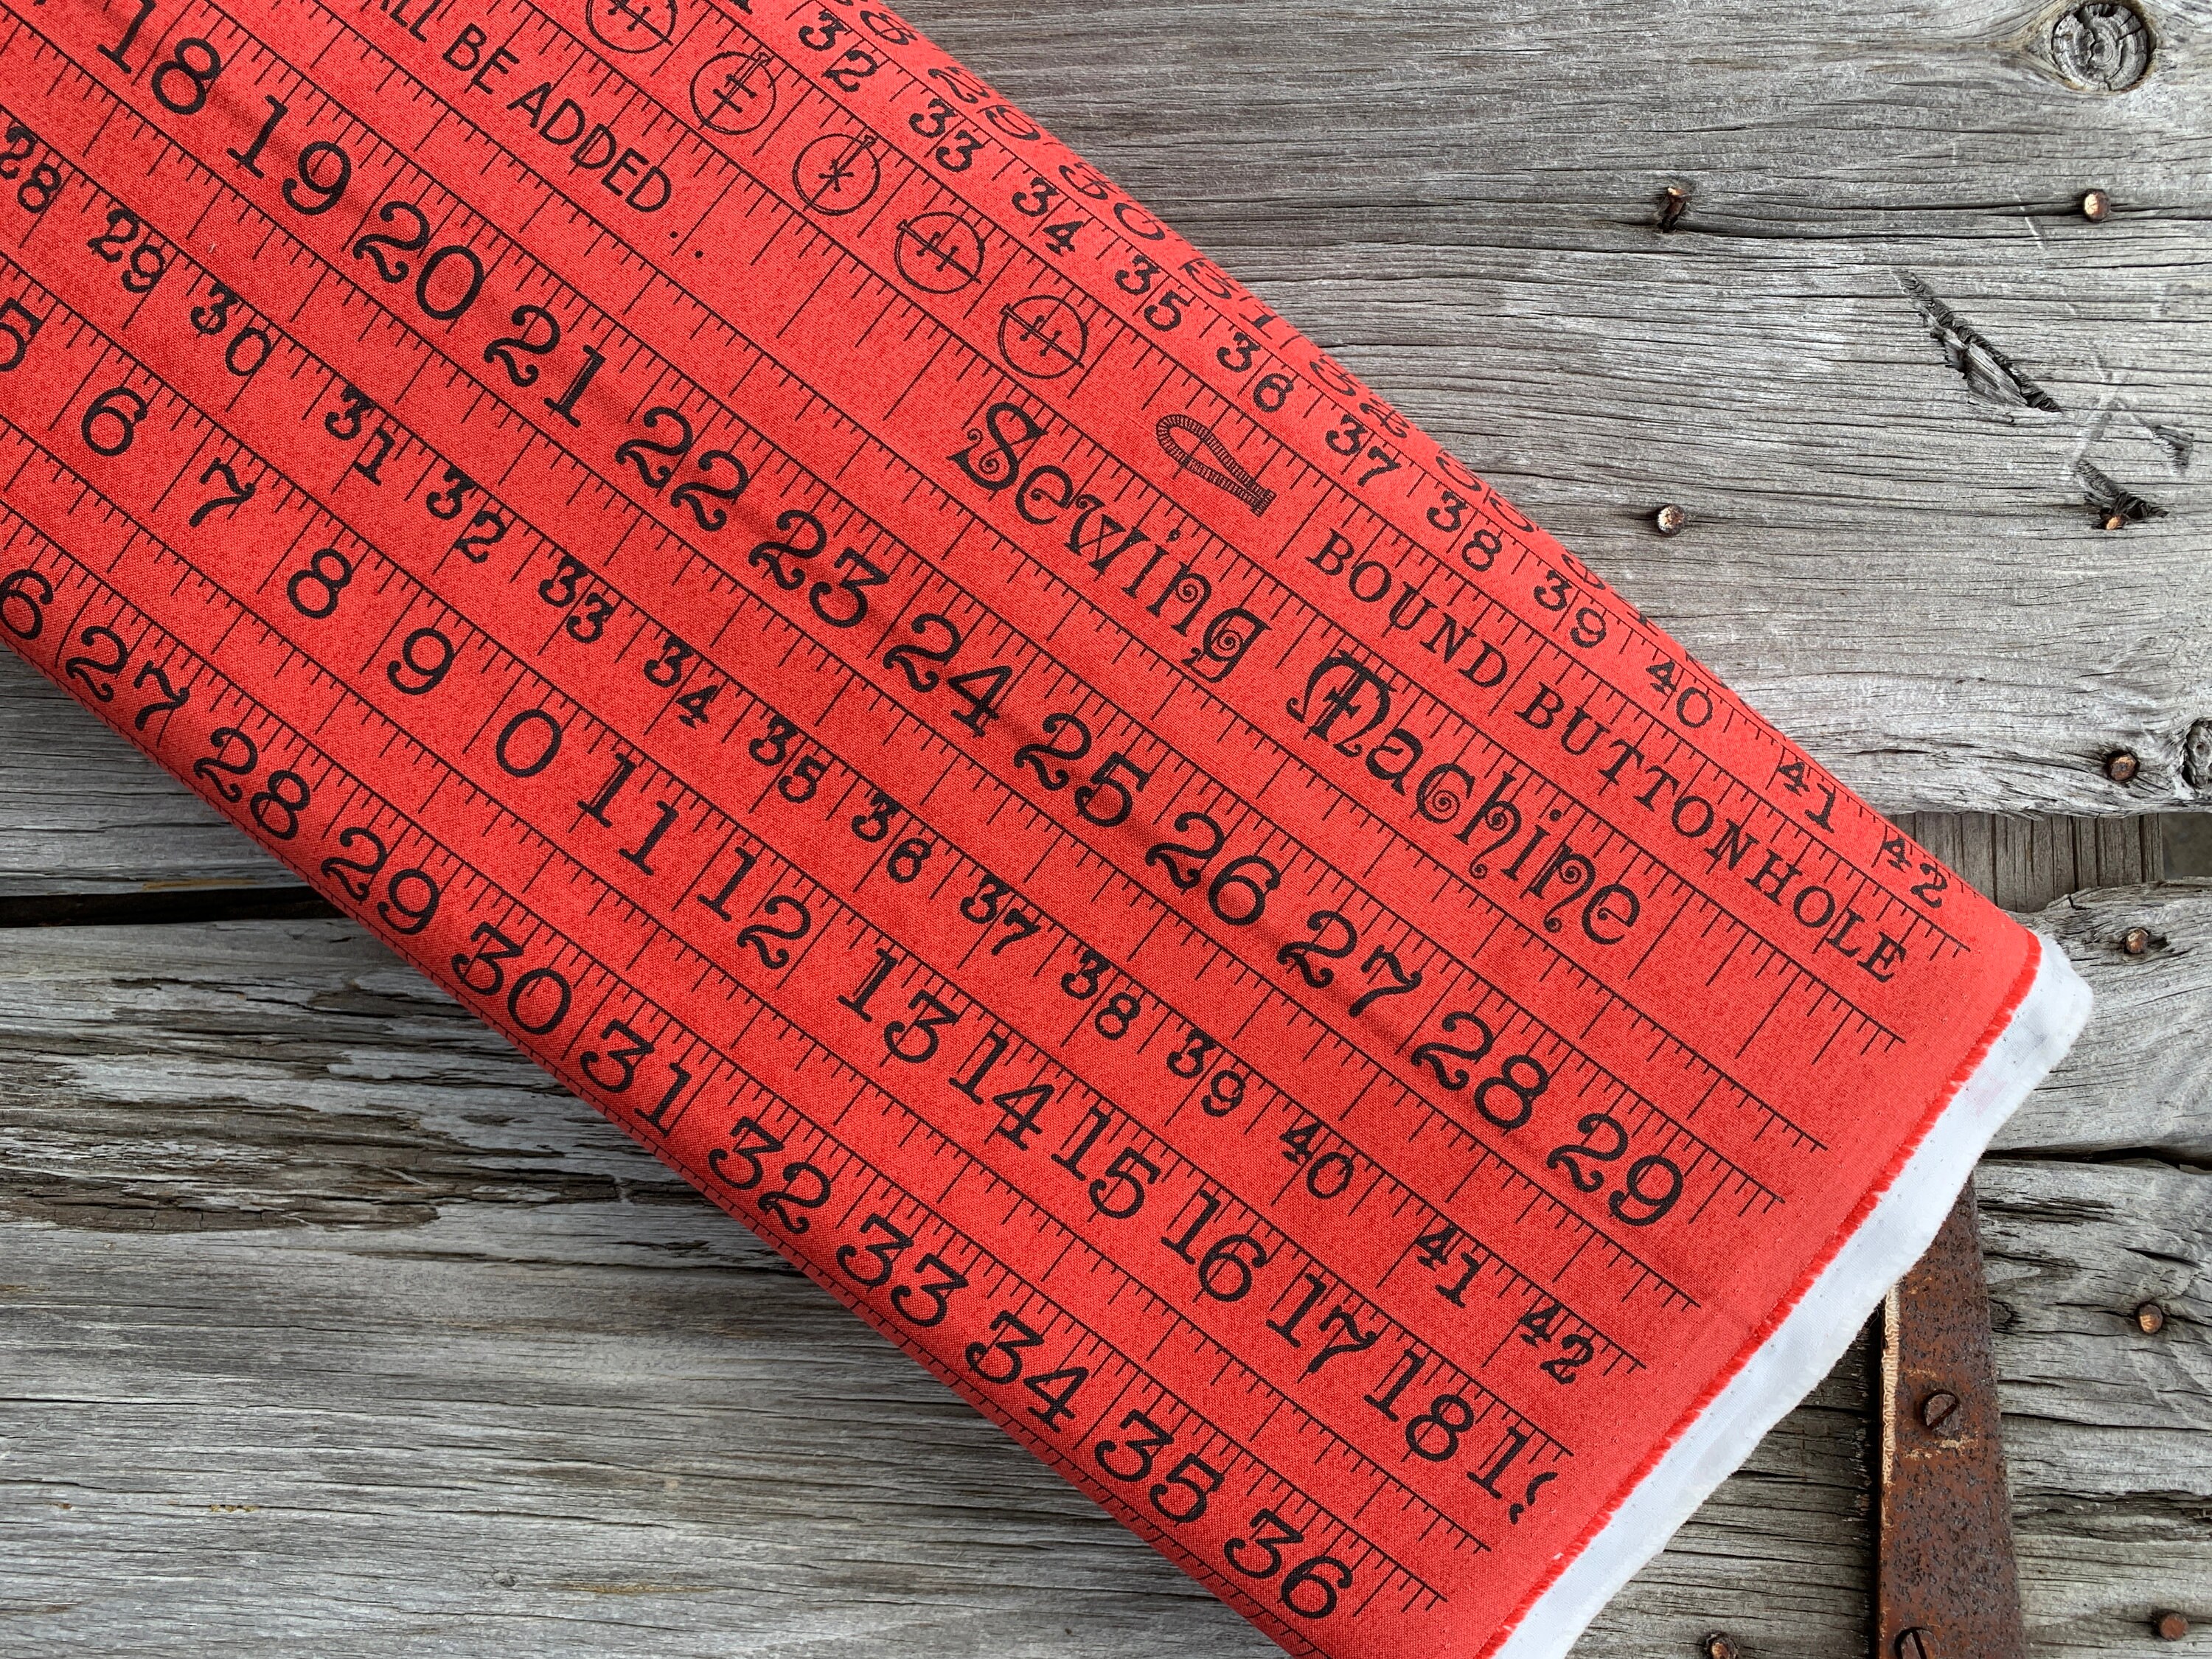 32 33 34 35 36 37 38 39 40 41 42
BOUND BUTTONHOLE
BE ADDED..
Sewing Machine
18 19 20 21 22 23 24 25 26 27 28 29
28 29 30 31 32 33 34 35 36 37 38 39 40 41 42
5 6 7 8 9 0 11 12 13 14 15 16 17 18
27 28 29 30 31 32 33 34 35 36